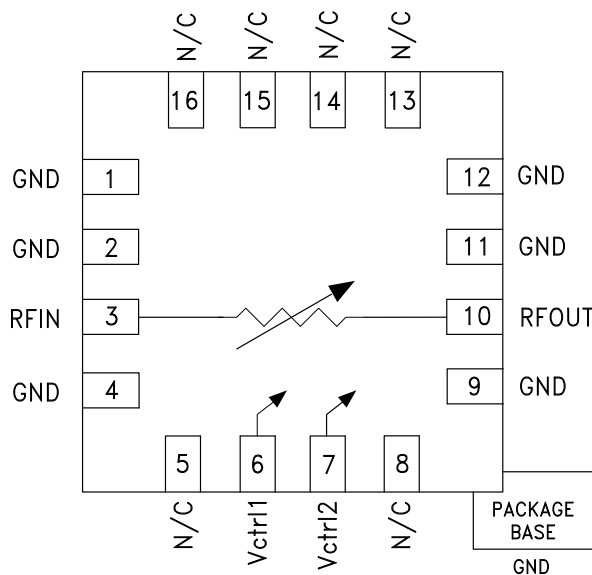 N/C N/C N/C N/C
16 15 14 13
GND 1 12 GND
GND 2 11 GND
RFIN 3 10 RFOUT
GND 4 9 GND
5 6 7 8
N/C Vctrl1 Vctrl2 N/C
PACKAGE
BASE
GND